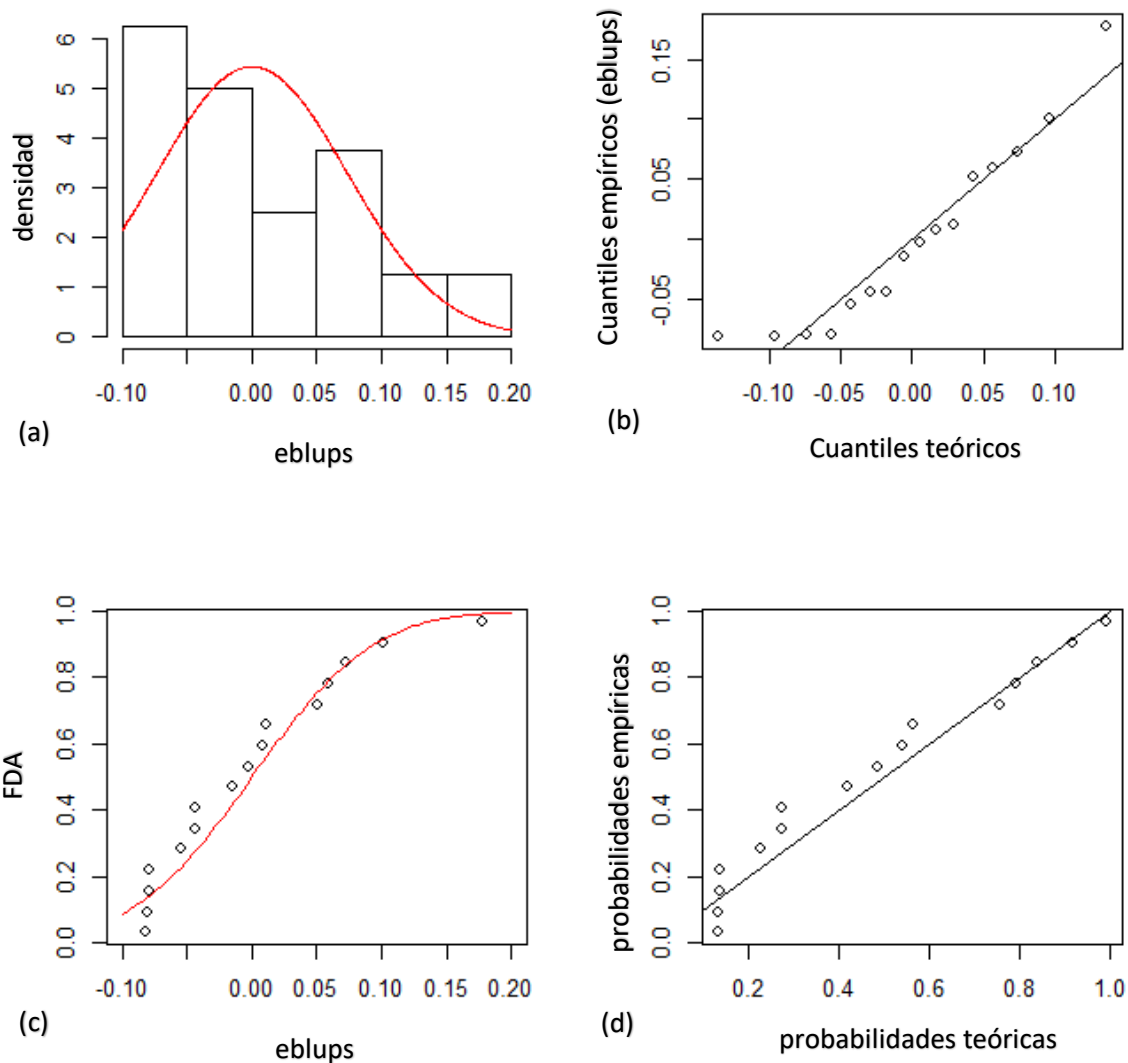 densidad
6
5
4
3
2
1
0
-0.10 0.00 0.05 0.10 0.15 0.20
(a)
eblups
Cuantiles empíricos (eblups)
0.15
0.05
-0.05
-0.10 -0.05 0.00 0.05 0.10
(b)
Cuantiles teóricos
FDA
1.0
0.8
0.6
0.4
0.2
0.0
-0.10 0.00 0.05 0.10 0.15 0.20
(c)
eblups
probabilidades empíricas
1.0
0.8
0.6
0.4
0.2
0.0
0.2 0.4 0.6 0.8 1.0
(d)
probabilidades teóricas